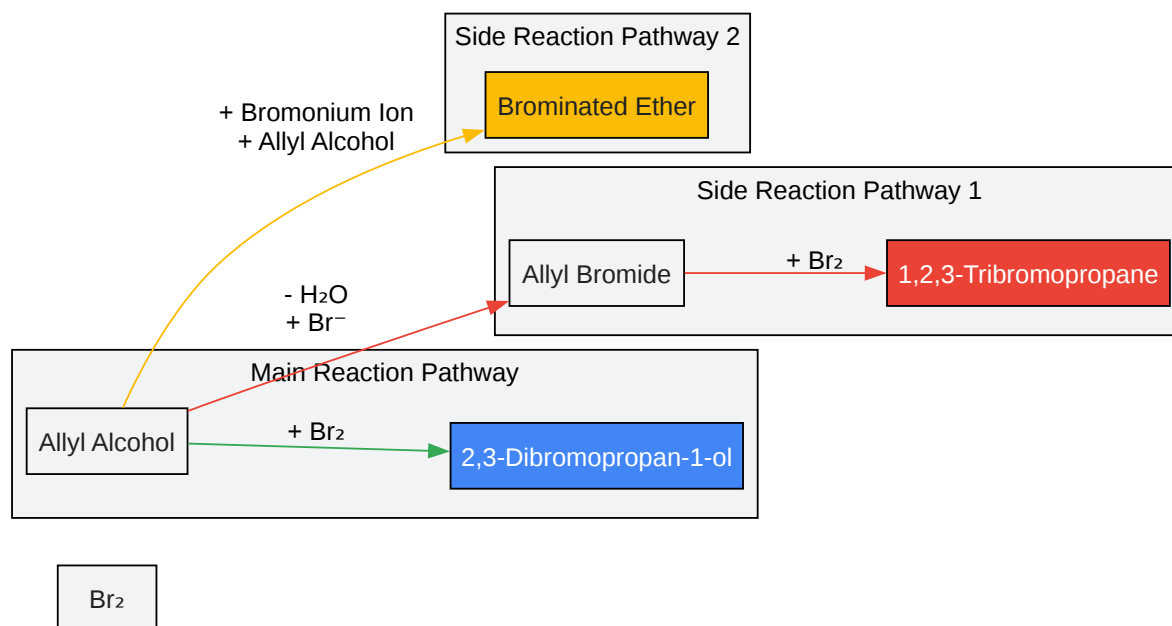 Side Reaction Pathway 2
Brominated Ether
+ Bromonium Ion
+ Allyl Alcohol
Side Reaction Pathway 1
Allyl Bromide
+ Br₂
1,2,3-Tribromopropane
- H₂O
+ Br⁻
Main Reaction Pathway
Allyl Alcohol
+ Br₂
2,3-Dibromopropan-1-ol
Br₂